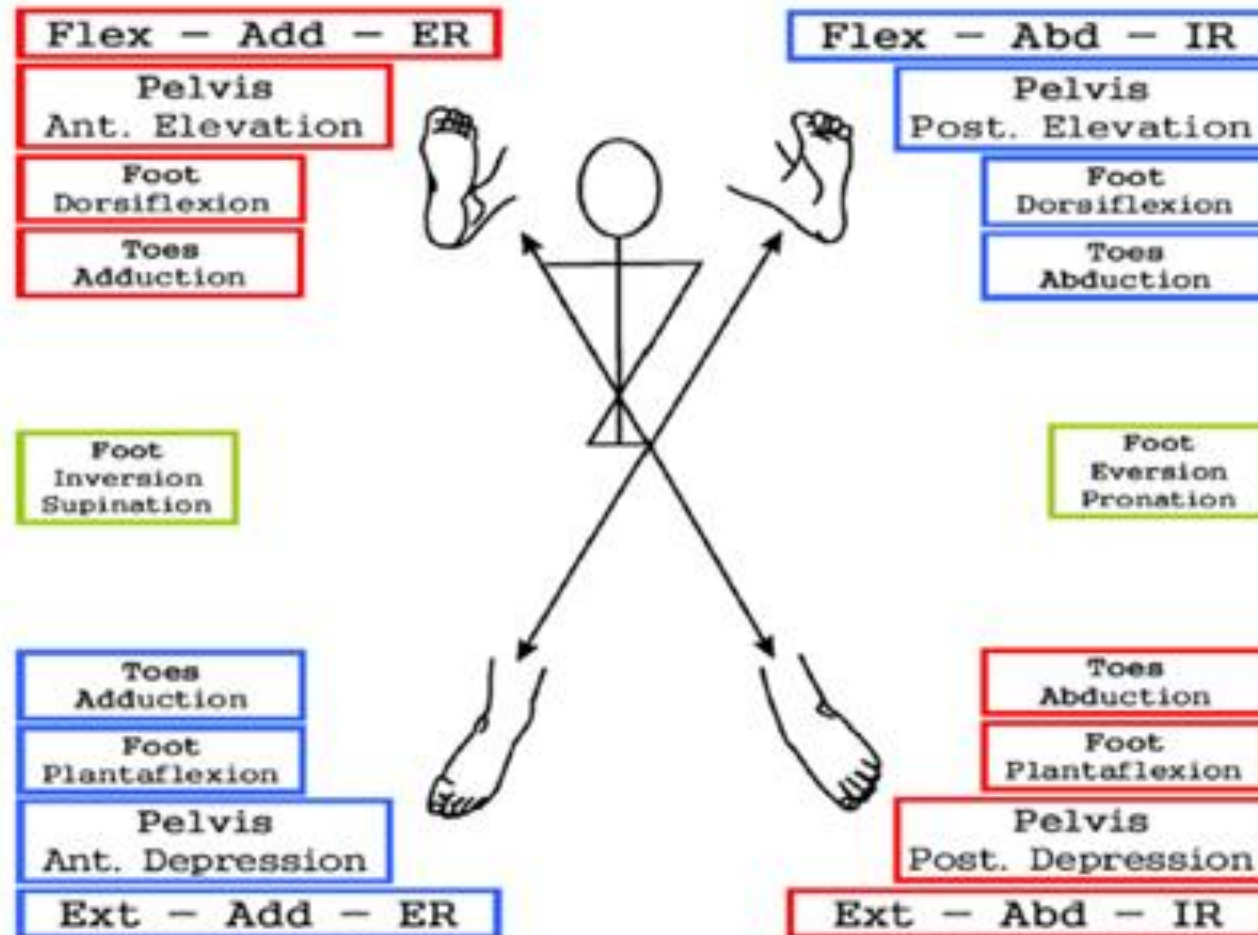 Flex – Add – ER
Pelvis
Ant. Elevation
Foot
Dorsiflexion
Toes
Adduction
Flex – Abd – IR
Pelvis
Post. Elevation
Foot
Dorsiflexion
Toes
Abduction
Foot
Inversion
Supination
Foot
Eversion
Pronation
Toes
Adduction
Foot
Plantaflexion
Pelvis
Ant. Depression
Ext – Add – ER
Toes
Abduction
Foot
Plantaflexion
Pelvis
Post. Depression
Ext – Abd – IR